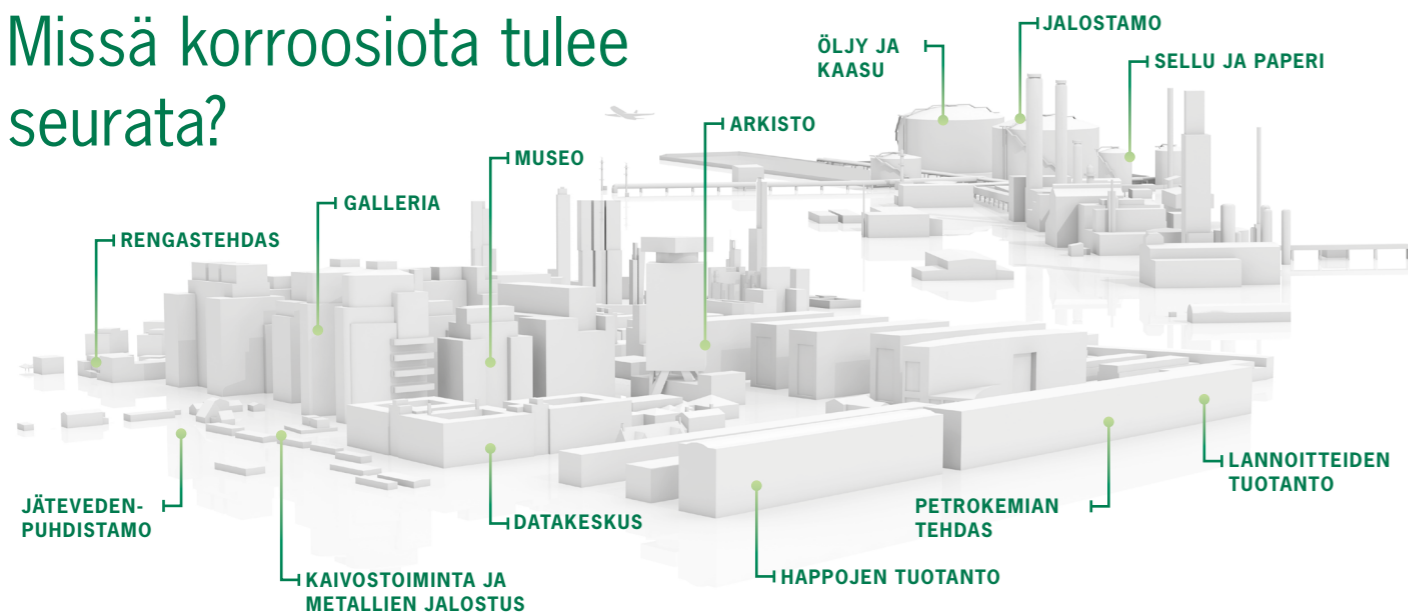 Missä korroosiota tulee
seurata?
ÖLJY JA
KAASU
JALOSTAMO
SELLU JA PAPERI
ARKISTO
MUSEO
GALLERIA
RENGASTEHDAS
JÄTEVEDEN-
PUHDISTAMO
KAIVOSTOIMINTA JA
METALLIEN JALOSTUS
DATAKESKUS
HAPPOJEN TUOTANTO
PETROKEMIAN
TEHDAS
LANNOITTEIDEN
TUOTANTO